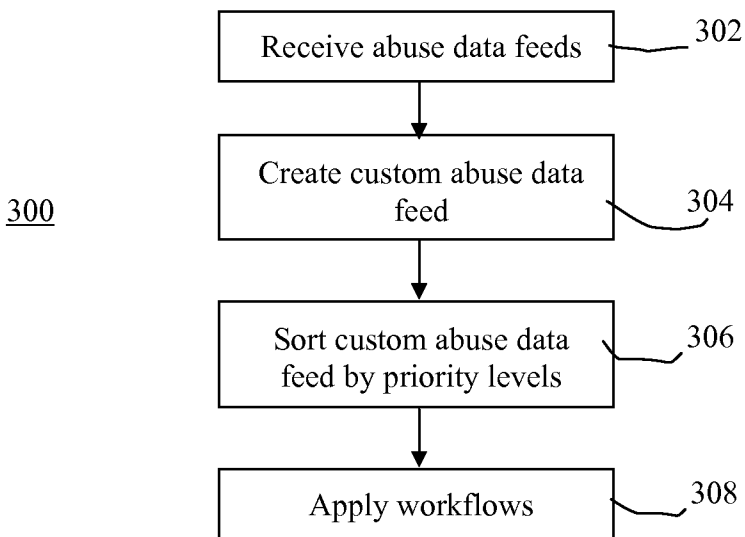 Receive abuse data feeds
302
Create custom abuse data
feed
304
300
Sort custom abuse data
feed by priority levels
306
Apply workflows
308